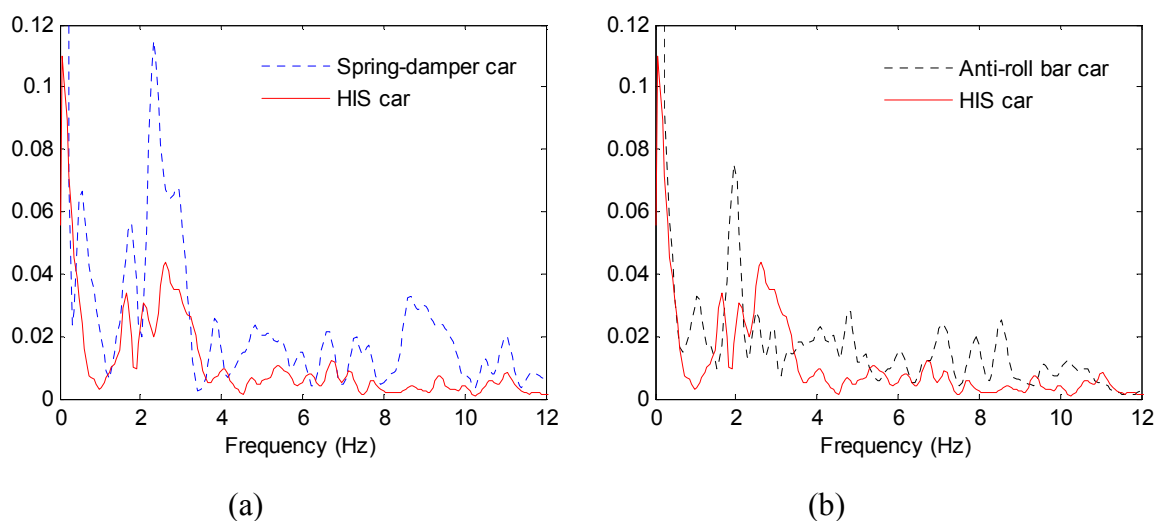 0.12
0.1
0.08
0.06
0.04
0.02
0
0 2 4 6 8 10 12
Frequency (Hz)
Spring-damper car
HIS car
(a)
0.12
0.1
0.08
0.06
0.04
0.02
0
0 2 4 6 8 10 12
Frequency (Hz)
Anti-roll bar car
HIS car
(b)